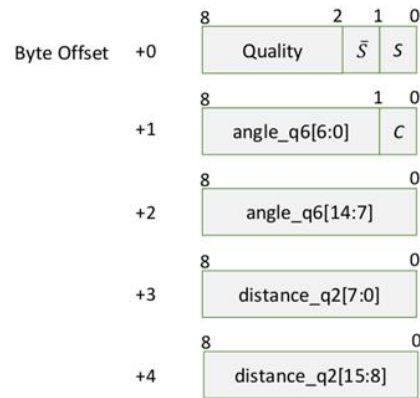 8 2 1 0
Byte Offset +0 Quality S̄ S
8 1 0
+1 angle_q6[6:0] C
8 0
+2 angle_q6[14:7]
8 0
+3 distance_q2[7:0]
8 0
+4 distance_q2[15:8]